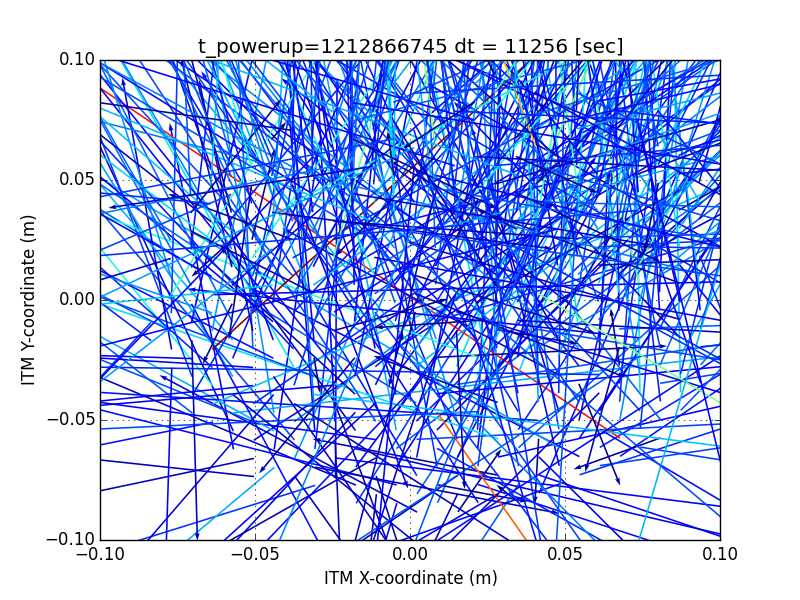 t_powerup=1212866745 dt = 11256 [sec]
0.10
0.05
0.00
−0.05
−0.10
ITM Y-coordinate (m)
−0.10 −0.05 0.00 0.05 0.10
ITM X-coordinate (m)